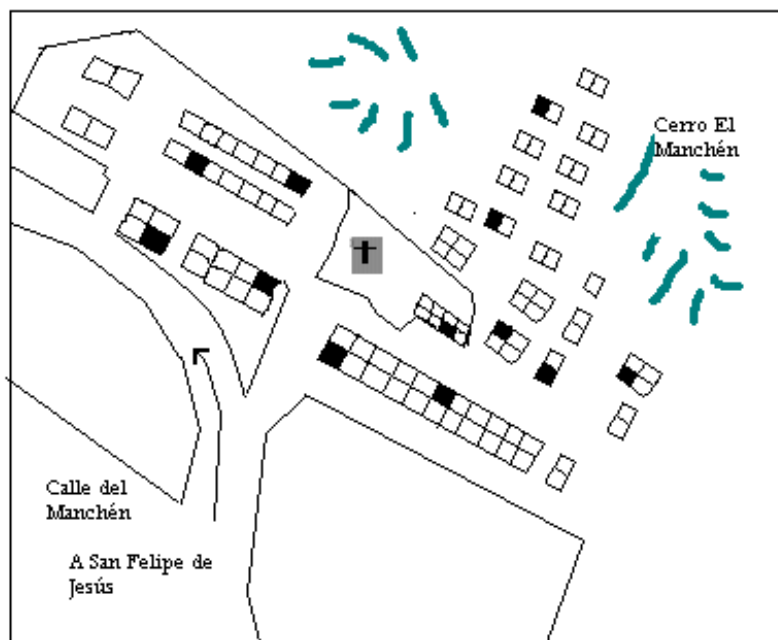 Cerro El
Manchén
Calle del
Manchén
A San Felipe de
Jesús